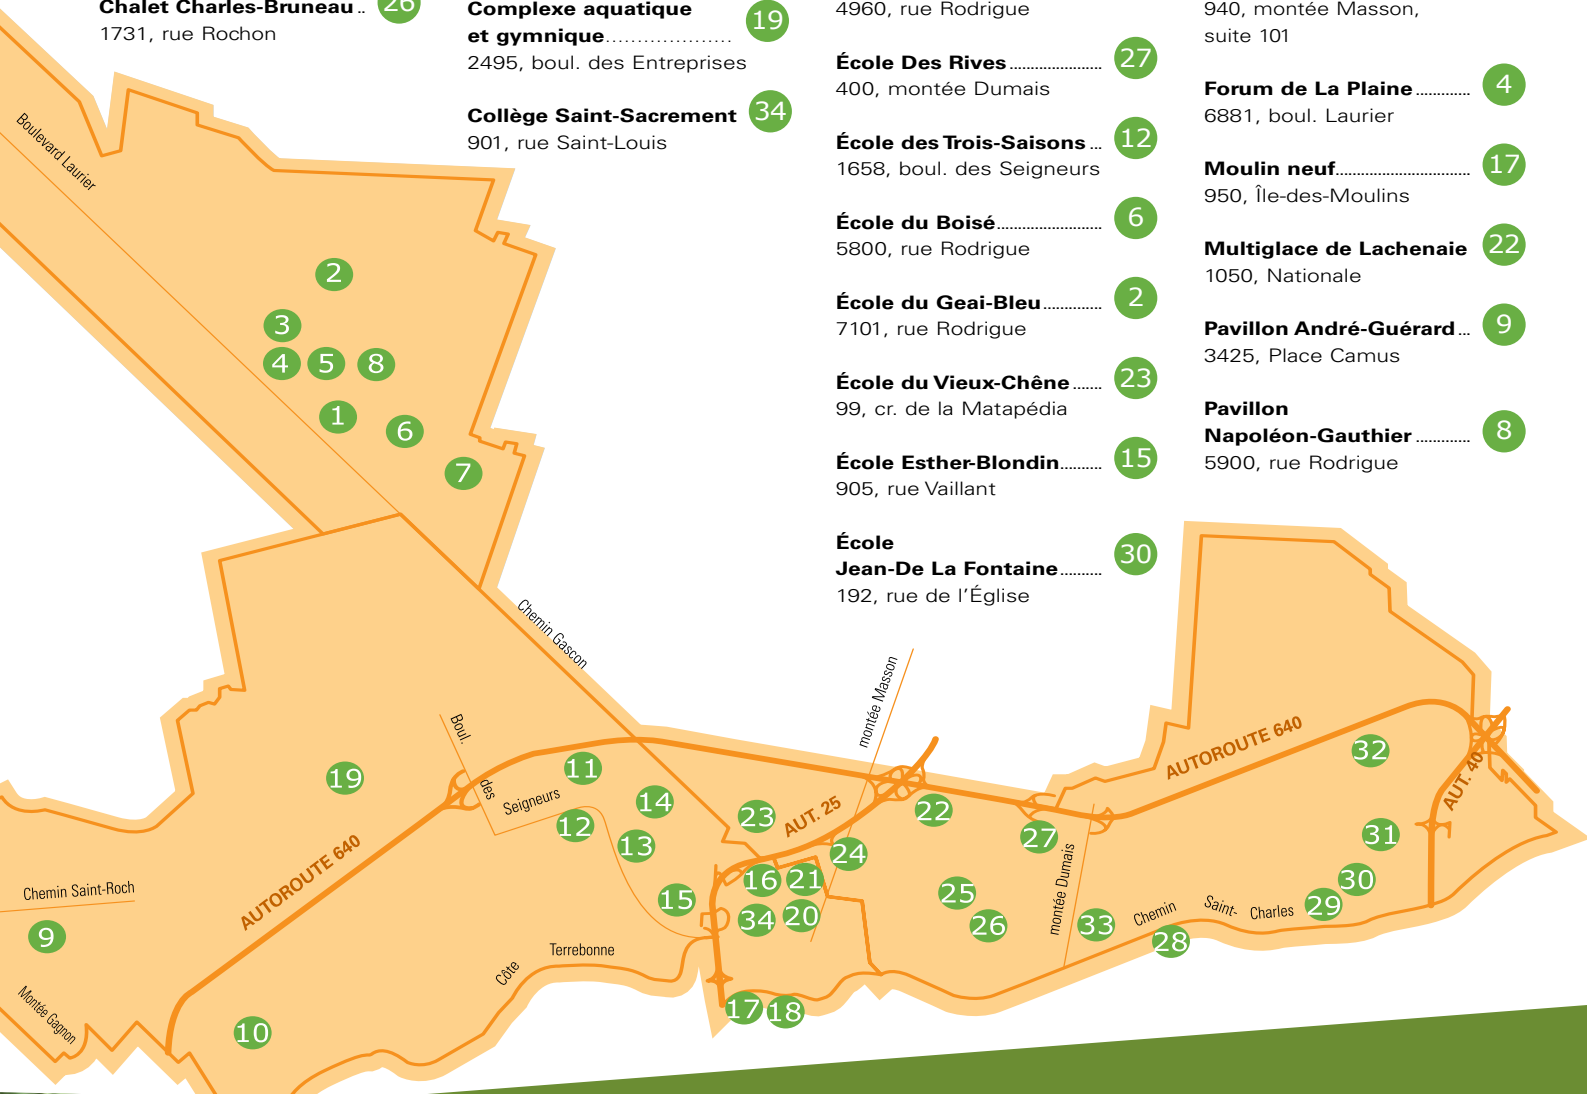 Chalet Charles-Bruneau.. 26
1731, rue Rochon
Complexe aquatique
et gymnique.................... 19
2495, boul. des Entreprises
Collège Saint-Sacrement 34
901, rue Saint-Louis
4960, rue Rodrigue
École Des Rives...................... 27
400, montée Dumais
École des Trois-Saisons... 12
1658, boul. des Seigneurs
École du Boisé......................... 6
5800, rue Rodrigue
École du Geai-Bleu.............. 2
7101, rue Rodrigue
École du Vieux-Chêne....... 23
99, cr. de la Matapédia
École Esther-Blondin.......... 15
905, rue Vaillant
École
Jean-De La Fontaine.......... 30
192, rue de l'Église
940, montée Masson,
suite 101
Forum de La Plaine............. 4
6881, boul. Laurier
Moulin neuf................................ 17
950, Île-des-Moulins
Multiglace de Lachenaie 22
1050, Nationale
Pavillon André-Guérard... 9
3425, Place Camus
Pavillon
Napoléon-Gauthier............. 8
5900, rue Rodrigue
Boulevard Laurier
2
3
4 5 8
1
6
7
Chemin Gascon
montée Masson
Boul.
des
Seigneurs
AUTOROUTE 640
19
11
14
12
13
23
AUT. 25
22
24
27
montée Dumais
AUTOROUTE 640
32
AUT. 40
31
30
29
Chemin Saint-Roch
9
AUTOROUTE 640
15
16 21
34 20
25
26
33
Chemin
Saint-
Charles
28
Côte
Terrebonne
Montée Gagnon
10
17 18